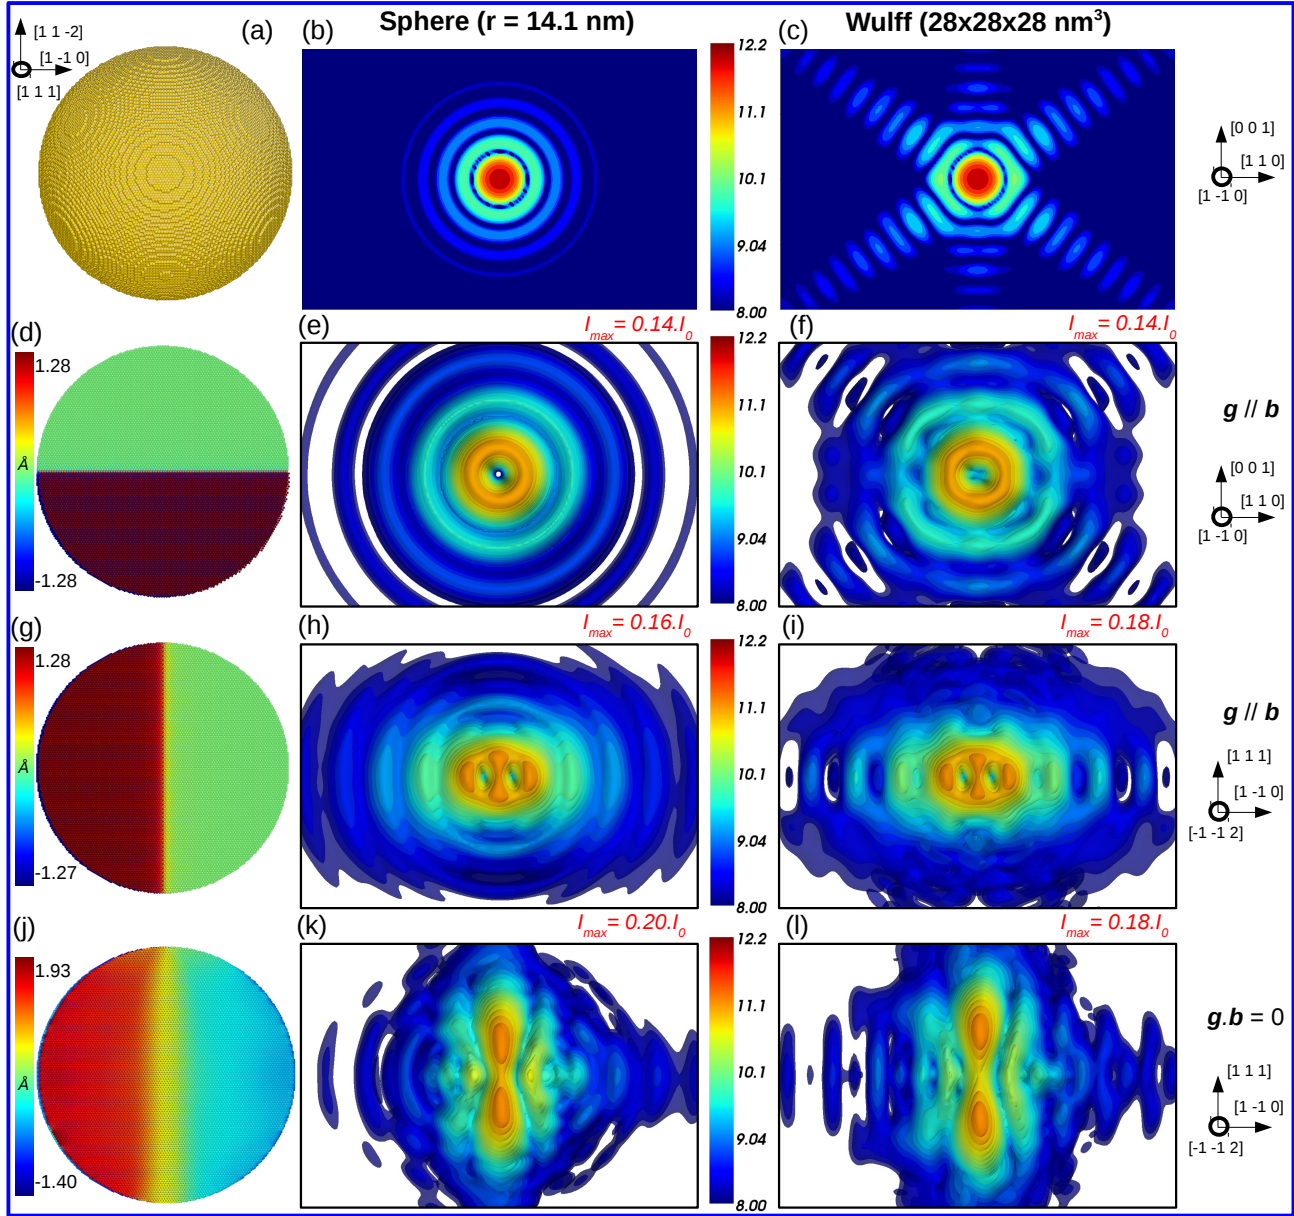 Sphere (r = 14.1 nm)
Wulff (28x28x28 nm³)
[1 1 -2]
[1 -1 0]
[1 1 1]
(a)
(b)
12.2
11.1
10.1
9.04
8.00
(c)
[0 0 1]
[1 1 0]
[1 -1 0]
(d)
1.28
Å
-1.28
(e)
I_max = 0.14.I_0
12.2
11.1
10.1
9.04
8.00
(f)
I_max = 0.14.I_0
g // b
[0 0 1]
[1 1 0]
[1 -1 0]
(g)
1.28
Å
-1.27
(h)
I_max = 0.16.I_0
12.2
11.1
10.1
9.04
8.00
(i)
I_max = 0.18.I_0
g // b
[1 1 1]
[1 -1 0]
[-1 -1 2]
(j)
1.93
Å
-1.40
(k)
I_max = 0.20.I_0
12.2
11.1
10.1
9.04
8.00
(l)
I_max = 0.18.I_0
g.b = 0
[1 1 1]
[1 -1 0]
[-1 -1 2]